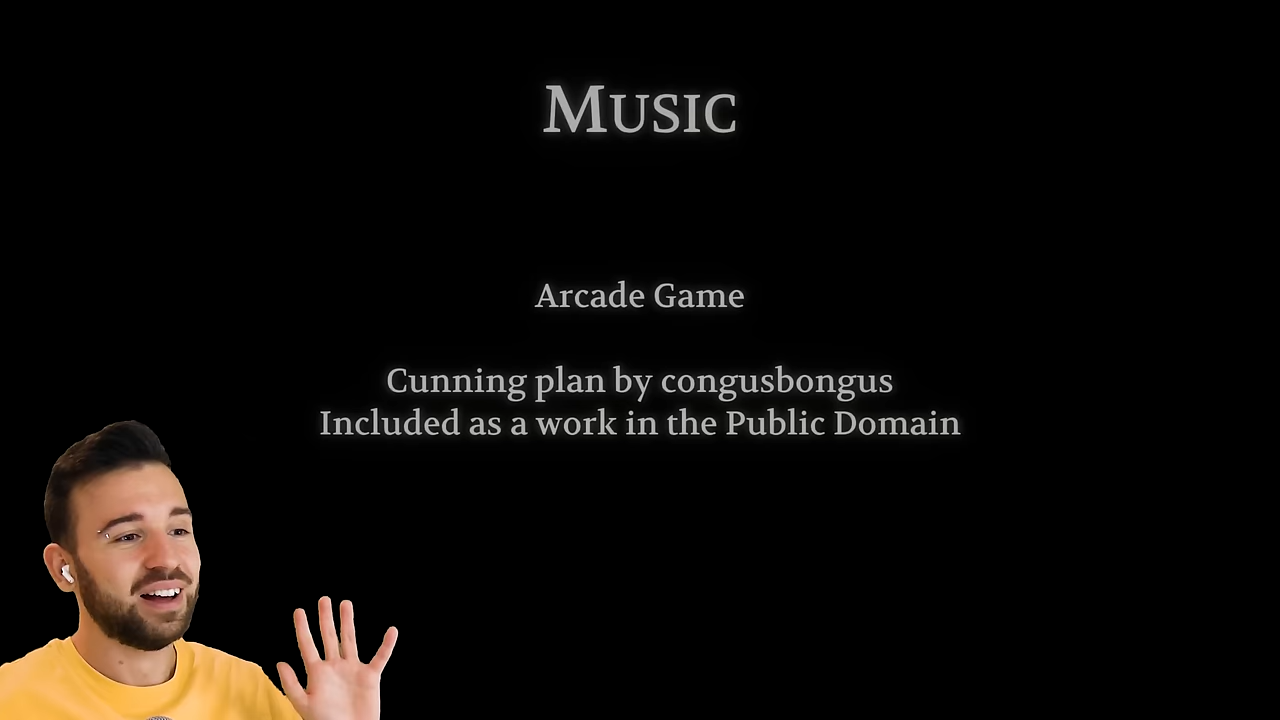 Music
Arcade Game
Cunning plan by congusbongus
Included as a work in the Public Domain